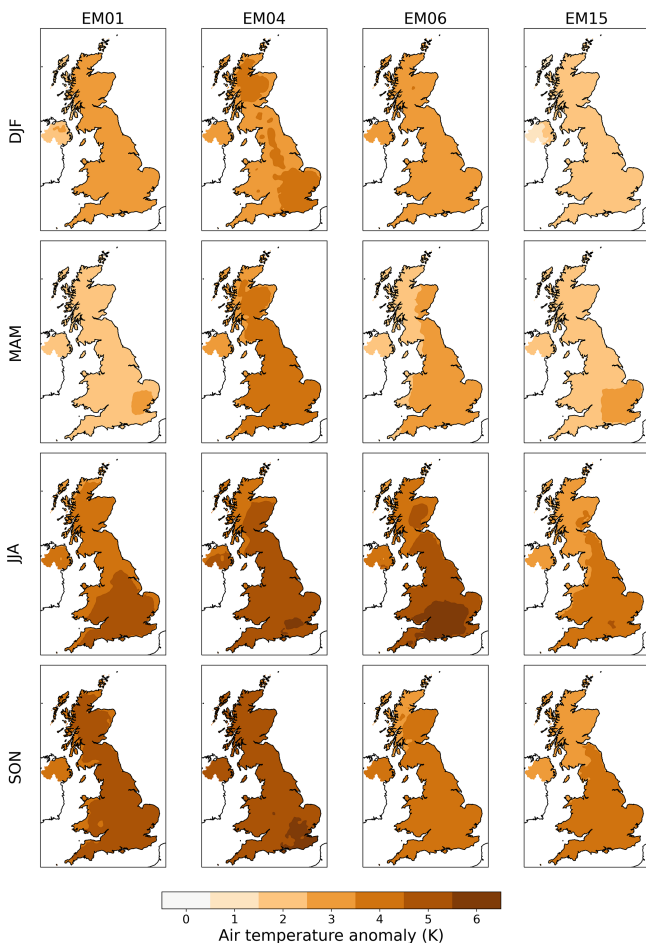 EM01 EM04 EM06 EM15
DJF
MAM
JJA
SON
0 1 2 3 4 5 6
Air temperature anomaly (K)